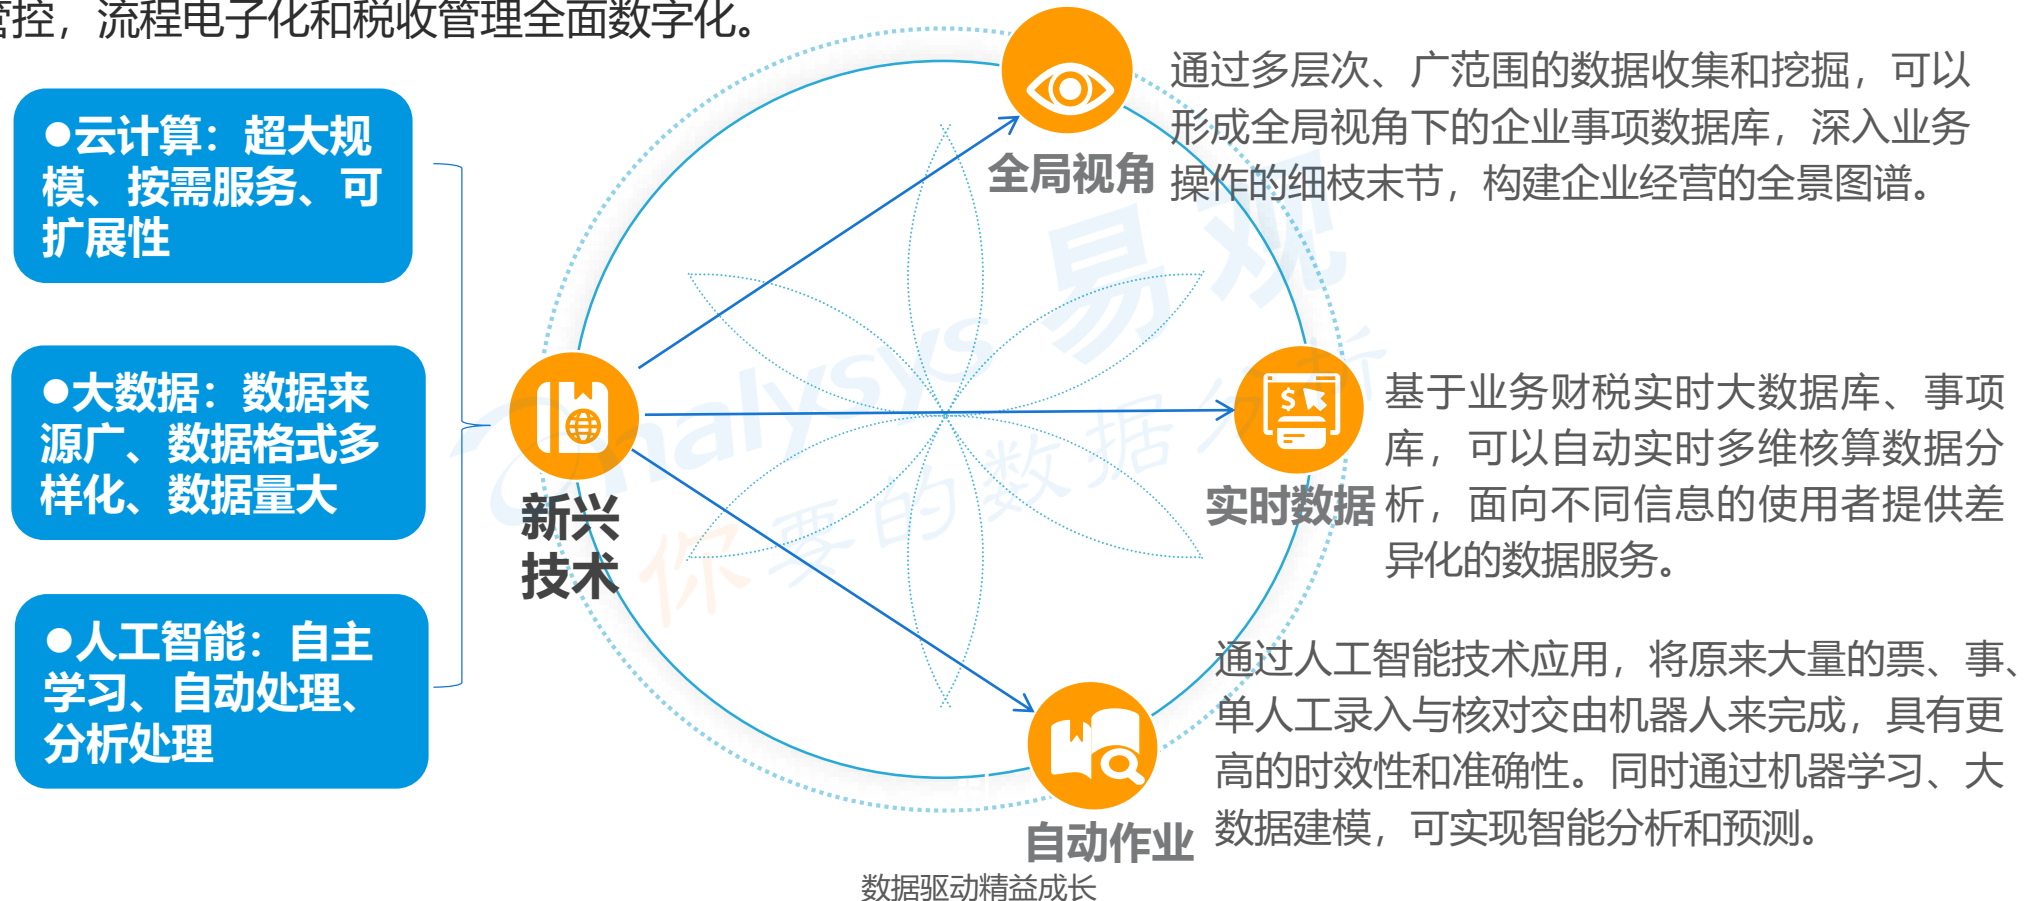 管控，流程电子化和税收管理全面数字化。
●云计算：超大规
模、按需服务、可
扩展性
●大数据：数据来
源广、数据格式多
样化、数据量大
●人工智能：自主
学习、自动处理、
分析处理
新兴
技术
全局视角
通过多层次、广范围的数据收集和挖掘，可以
形成全局视角下的企业事项数据库，深入业务
操作的细枝末节，构建企业经营的全景图谱。
实时数据
基于业务财税实时大数据库、事项
库，可以自动实时多维核算数据分
析，面向不同信息的使用者提供差
异化的数据服务。
自动作业
通过人工智能技术应用，将原来大量的票、事、
单人工录入与核对交由机器人来完成，具有更
高的时效性和准确性。同时通过机器学习、大
数据建模，可实现智能分析和预测。
analysys 易观
你要的数据分析
数据驱动精益成长